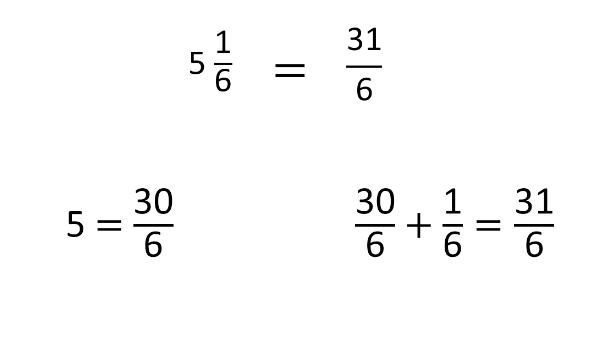 5 1/6 = 31/6
5 = 30/6
30/6 + 1/6 = 31/6